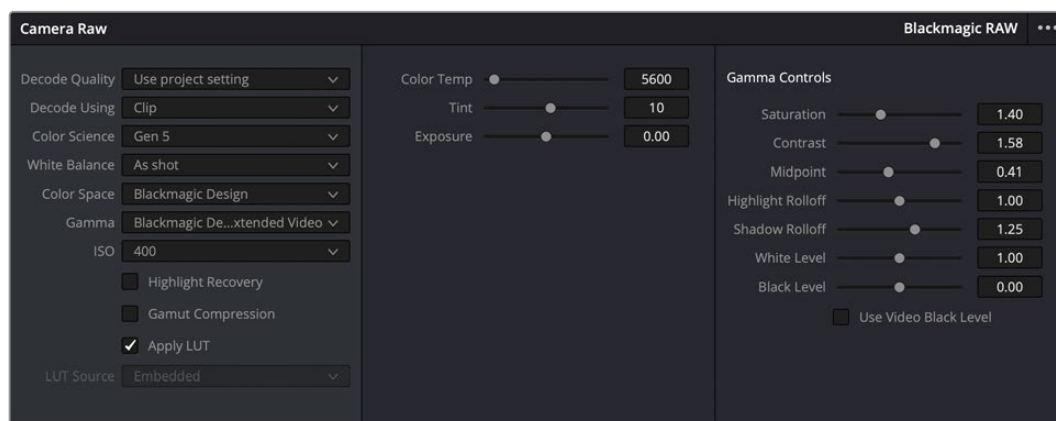 Camera Raw
Blackmagic RAW
Decode Quality Use project setting
Decode Using Clip
Color Science Gen 5
White Balance As shot
Color Space Blackmagic Design
Gamma Blackmagic De...xtended Video
ISO 400
Highlight Recovery
Gamut Compression
Apply LUT
LUT Source Embedded
Color Temp 5600
Tint 10
Exposure 0.00
Gamma Controls
Saturation 1.40
Contrast 1.58
Midpoint 0.41
Highlight Rolloff 1.00
Shadow Rolloff 1.25
White Level 1.00
Black Level 0.00
Use Video Black Level